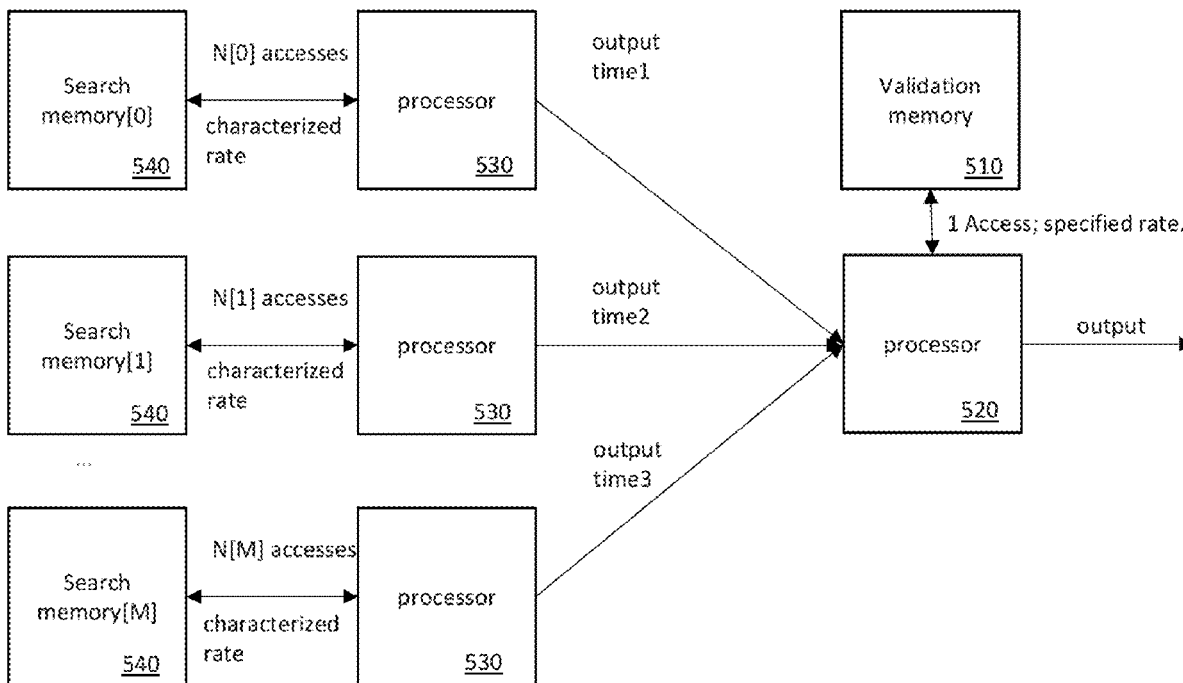 Search
memory[0]
540
N[0] accesses
characterized
rate
processor
530
output
time1
Validation
memory
510
1 Access; specified rate.
Search
memory[1]
540
N[1] accesses
characterized
rate
processor
530
output
time2
processor
520
output
...
Search
memory[M]
540
N[M] accesses
characterized
rate
processor
530
output
time3